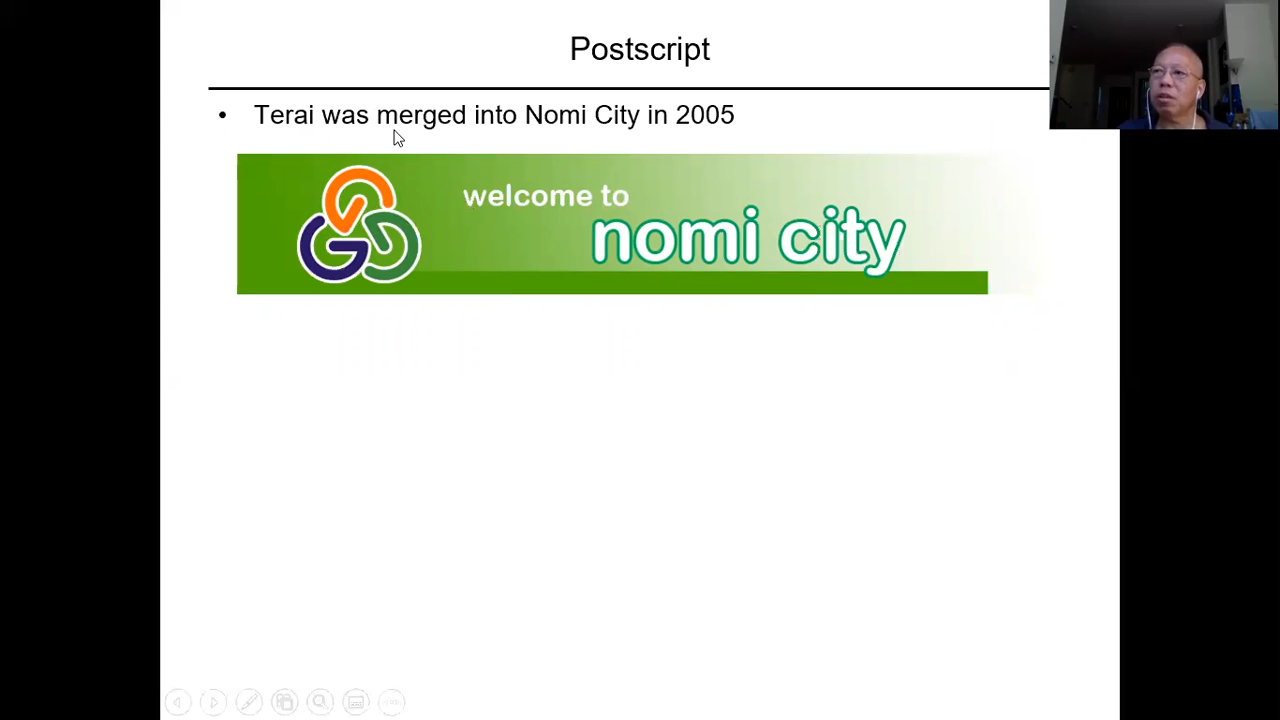 Postscript
• Terai was merged into Nomi City in 2005
welcome to
nomi city